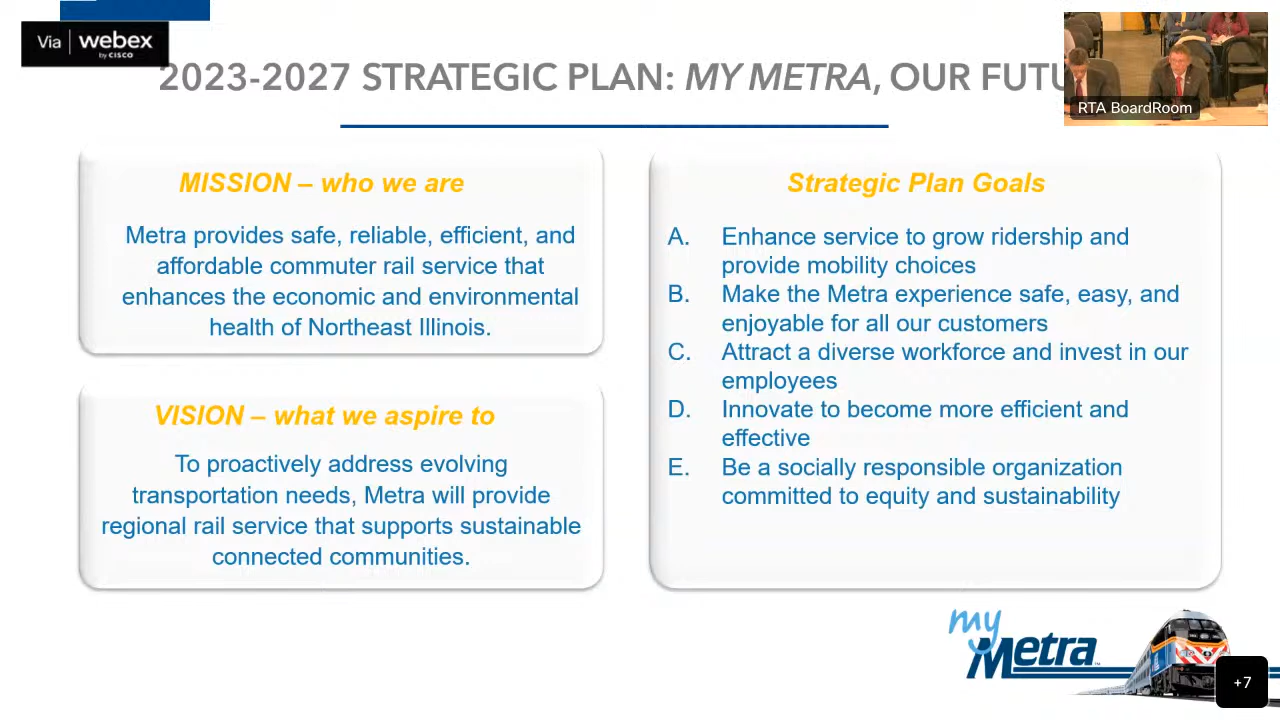 Via webex
by CISCO
2023-2027 STRATEGIC PLAN: MY METRA, OUR FUTU
RTA BoardRoom
MISSION – who we are
Metra provides safe, reliable, efficient, and
affordable commuter rail service that
enhances the economic and environmental
health of Northeast Illinois.
VISION – what we aspire to
To proactively address evolving
transportation needs, Metra will provide
regional rail service that supports sustainable
connected communities.
Strategic Plan Goals
A. Enhance service to grow ridership and
provide mobility choices
B. Make the Metra experience safe, easy, and
enjoyable for all our customers
C. Attract a diverse workforce and invest in our
employees
D. Innovate to become more efficient and
effective
E. Be a socially responsible organization
committed to equity and sustainability
my
Metra
+7